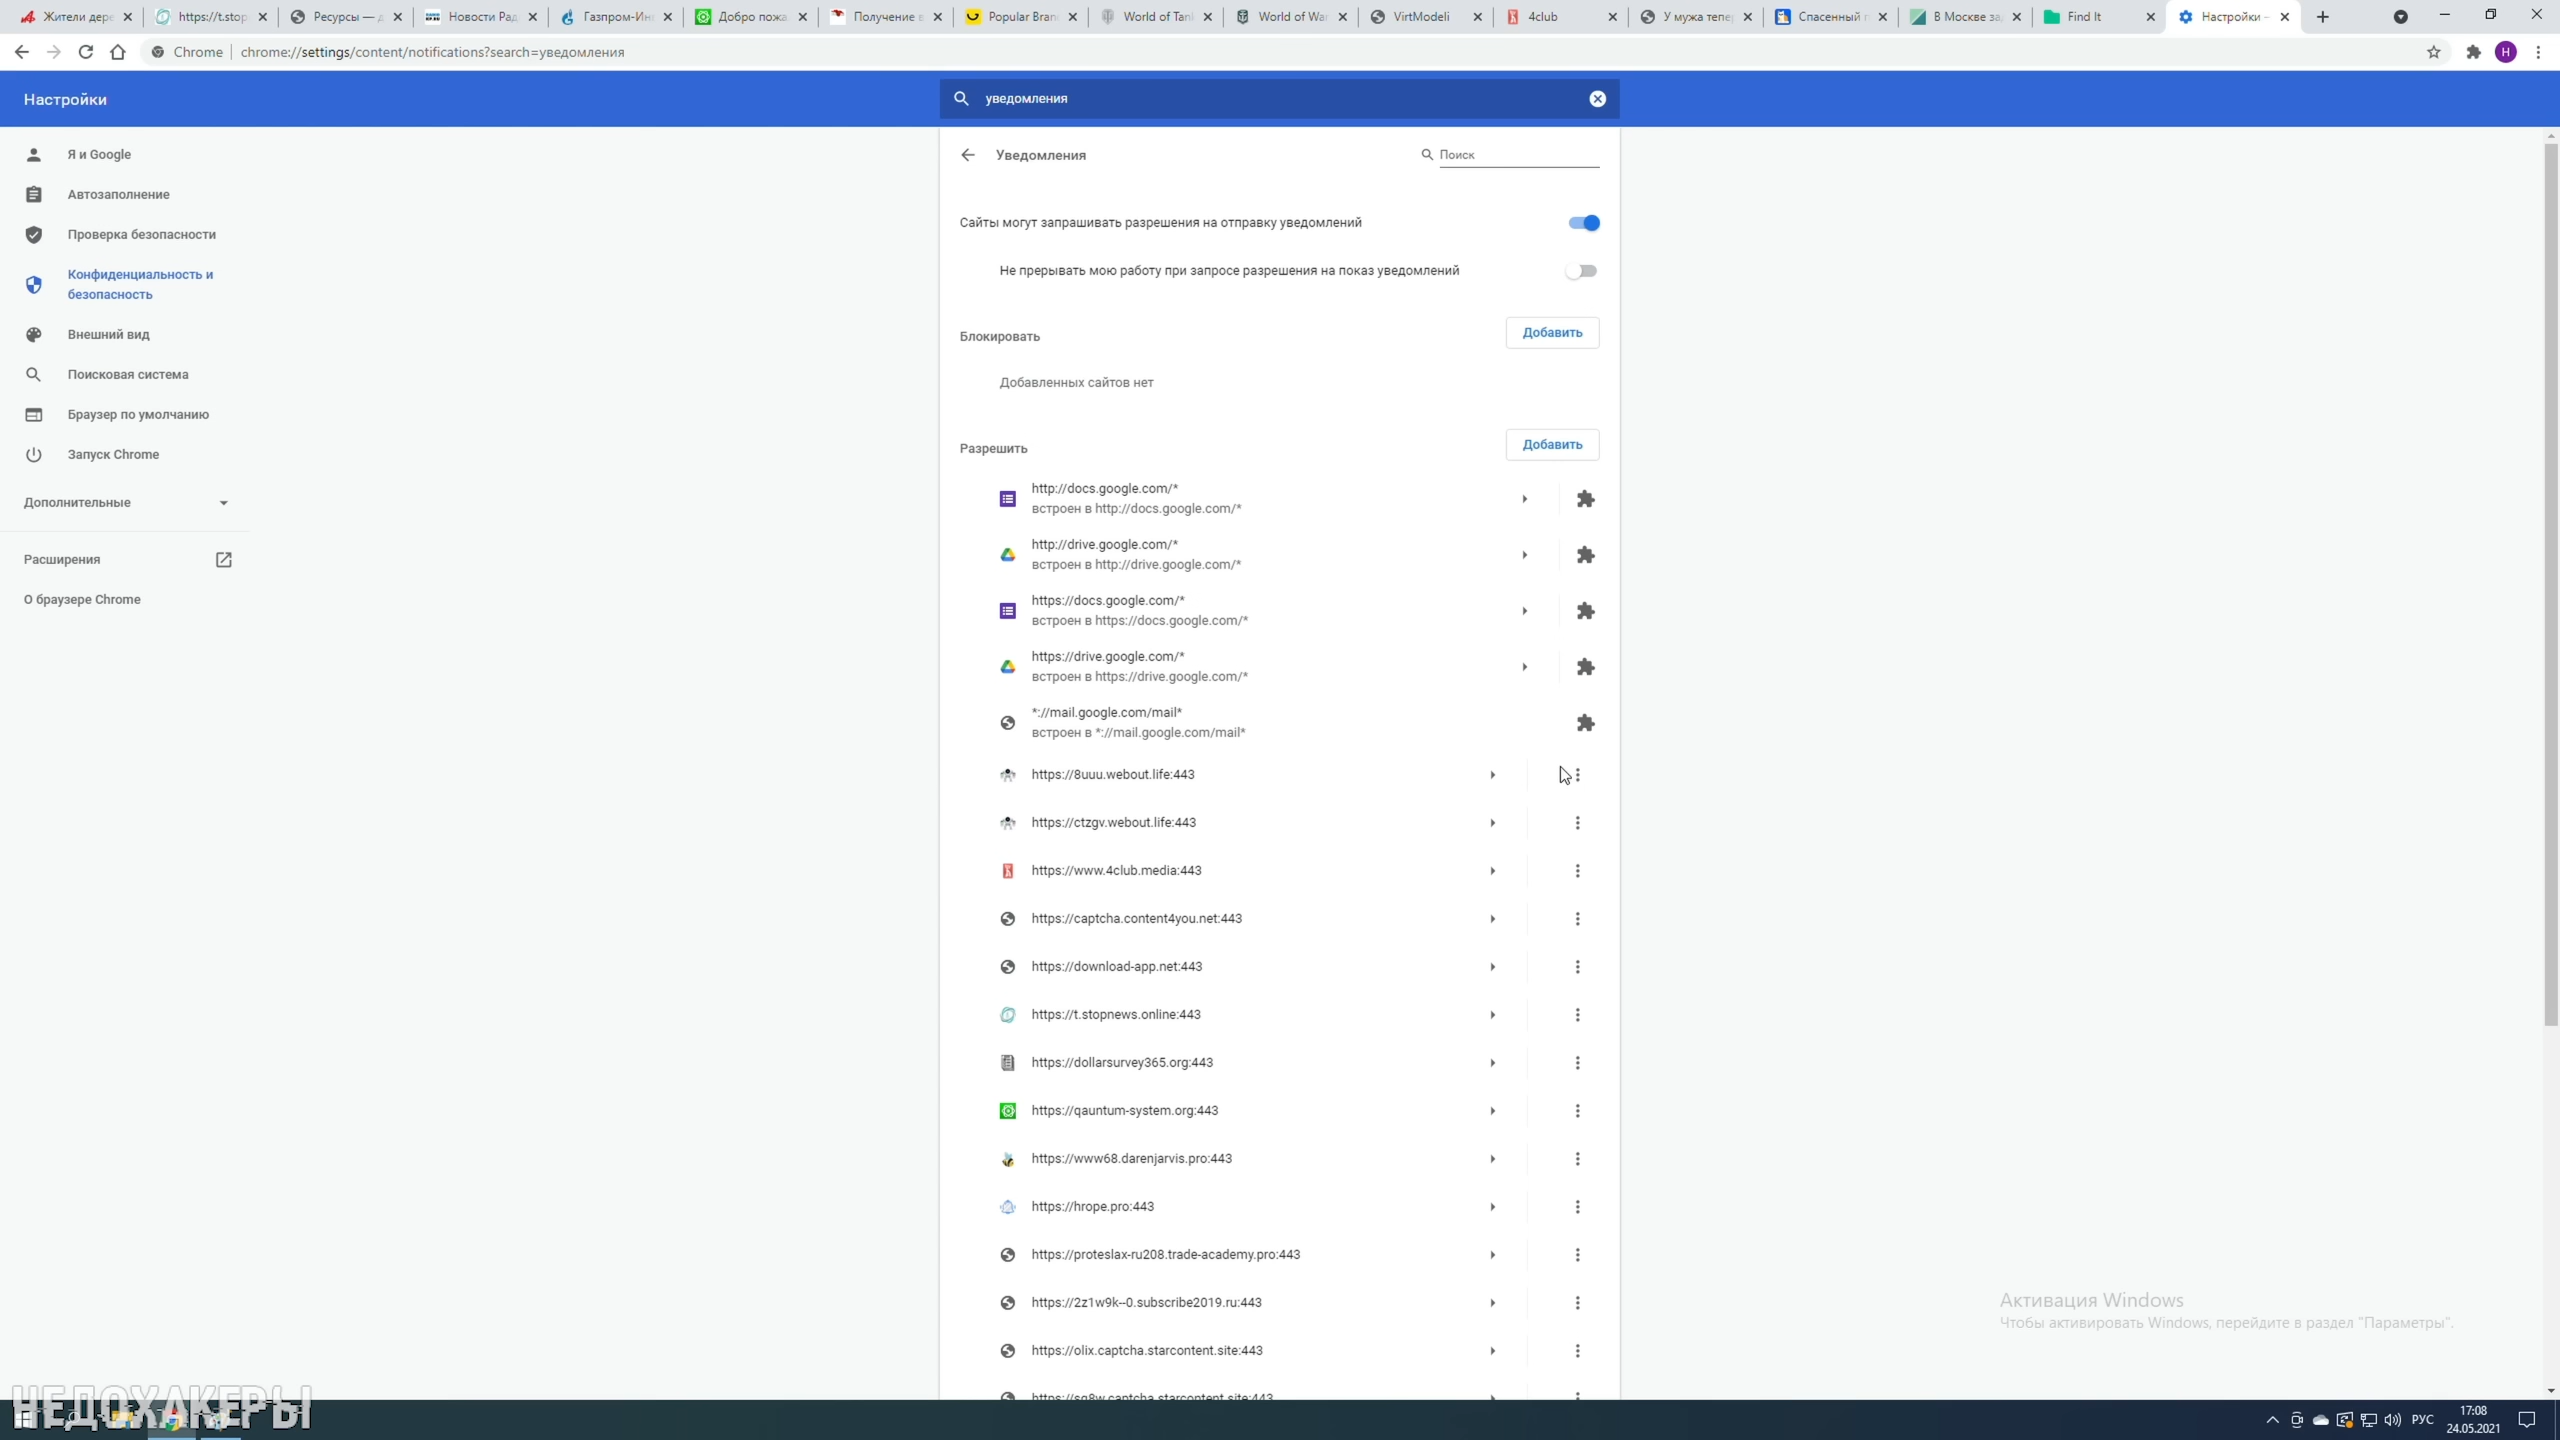 Жители дере
https://t.stop
Ресурсы — д
Новости Рад
Газпром-Ин
Добро пожа
Получение в
Popular Bran
World of Tan
World of War
VirtModeli
4club
У мужа тепе
Спасенный п
В Москве за
Find It
Настройки -
Chrome
chrome://settings/content/notifications?search=уведомления
H
Настройки
уведомления
Я и Google
Автозаполнение
Проверка безопасности
Конфиденциальность и
безопасность
Внешний вид
Поисковая система
Браузер по умолчанию
Запуск Chrome
Дополнительные
Расширения
О браузере Chrome
Уведомления
Поиск
Сайты могут запрашивать разрешения на отправку уведомлений
Не прерывать мою работу при запросе разрешения на показ уведомлений
Блокировать
Добавить
Добавленных сайтов нет
Разрешить
Добавить
http://docs.google.com/*
встроен в http://docs.google.com/*
http://drive.google.com/*
встроен в http://drive.google.com/*
https://docs.google.com/*
встроен в https://docs.google.com/*
https://drive.google.com/*
встроен в https://drive.google.com/*
*://mail.google.com/mail*
встроен в *://mail.google.com/mail*
https://8uuu.webout.life:443
https://ctzgv.webout.life:443
https://www.4club.media:443
https://captcha.content4you.net:443
https://download-app.net:443
https://t.stopnews.online:443
https://dollarsurvey365.org:443
https://qauntum-system.org:443
https://www68.darenjarvis.pro:443
https://hrope.pro:443
https://proteslax-ru208.trade-academy.pro:443
https://2z1w9k--0.subscribe2019.ru:443
https://olix.captcha.starcontent.site:443
https://sq8w.captcha.starcontent.site:443
Активация Windows
Чтобы активировать Windows, перейдите в раздел "Параметры".
НЕДОХАКЕРЫ
РУС
17:08
24.05.2021